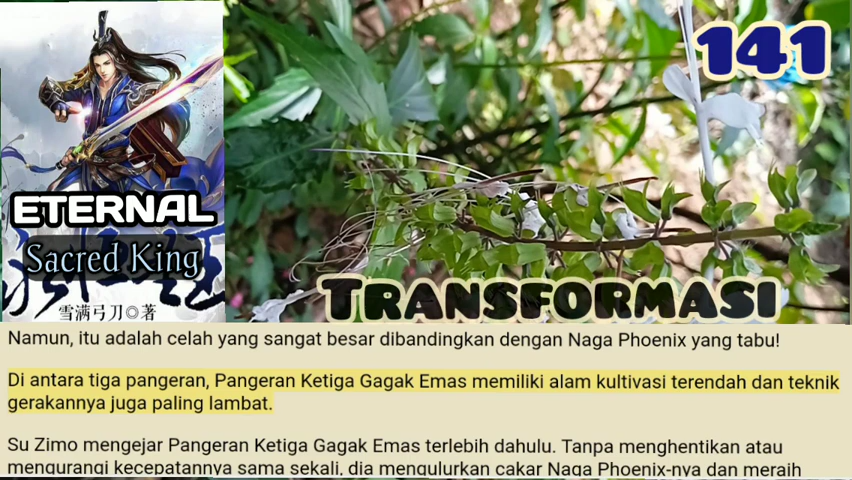 141
ETERNAL
Sacred King
雪满弓刀◎著
TRANSFORMASI
Namun, itu adalah celah yang sangat besar dibandingkan dengan Naga Phoenix yang tabu!
Di antara tiga pangeran, Pangeran Ketiga Gagak Emas memiliki alam kultivasi terendah dan teknik
gerakannya juga paling lambat.
Su Zimo mengejar Pangeran Ketiga Gagak Emas terlebih dahulu. Tanpa menghentikan atau
mengurangi kecepatannya sama sekali, dia mengulurkan cakar Naga Phoenix-nya dan meraih